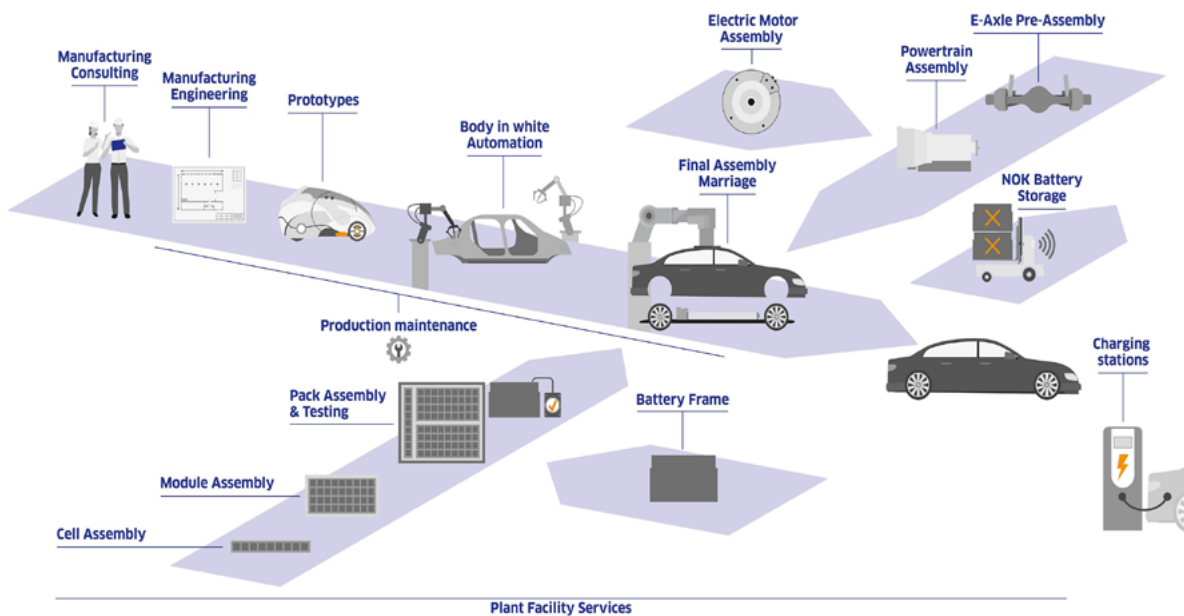 Manufacturing
Consulting
Manufacturing
Engineering
Prototypes
Body in white
Automation
Electric Motor
Assembly
E-Axle Pre-Assembly
Powertrain
Assembly
Final Assembly
Marriage
NOK Battery
Storage
Production maintenance
Charging
stations
Pack Assembly
& Testing
Battery Frame
Module Assembly
Cell Assembly
Plant Facility Services